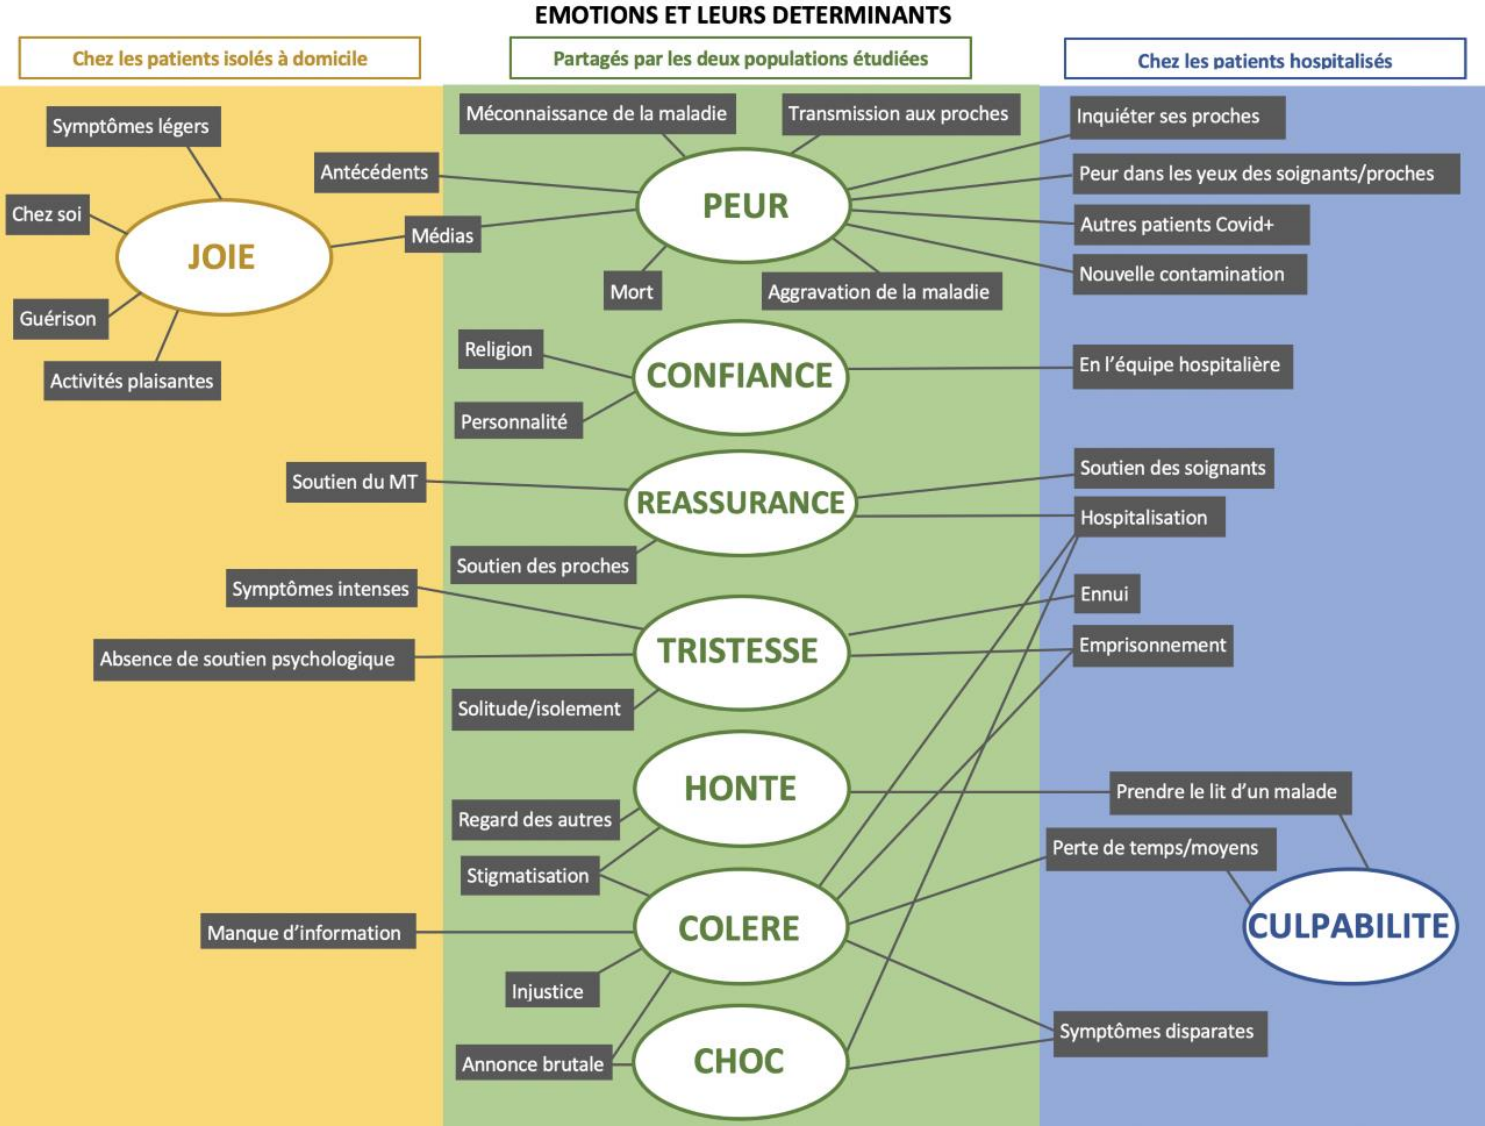 EMOTIONS ET LEURS DETERMINANTS
Chez les patients isolés à domicile
Partagés par les deux populations étudiées
Chez les patients hospitalisés
Symptômes légers
Méconnaissance de la maladie
Transmission aux proches
Inquiéter ses proches
Antécédents
Peur dans les yeux des soignants/proches
Chez soi
PEUR
Autres patients Covid+
Médias
JOIE
Nouvelle contamination
Mort
Aggravation de la maladie
Guérison
Religion
En l’équipe hospitalière
Activités plaisantes
CONFIANCE
Personnalité
Soutien des soignants
Soutien du MT
REASSURANCE
Hospitalisation
Soutien des proches
Symptômes intenses
Ennui
Emprisonnement
TRISTESSE
Absence de soutien psychologique
Solitude/isolement
HONTE
Prendre le lit d’un malade
Regard des autres
Perte de temps/moyens
Stigmatisation
COLERE
CULPABILITE
Manque d’information
Injustice
Symptômes disparates
Annonce brutale
CHOC